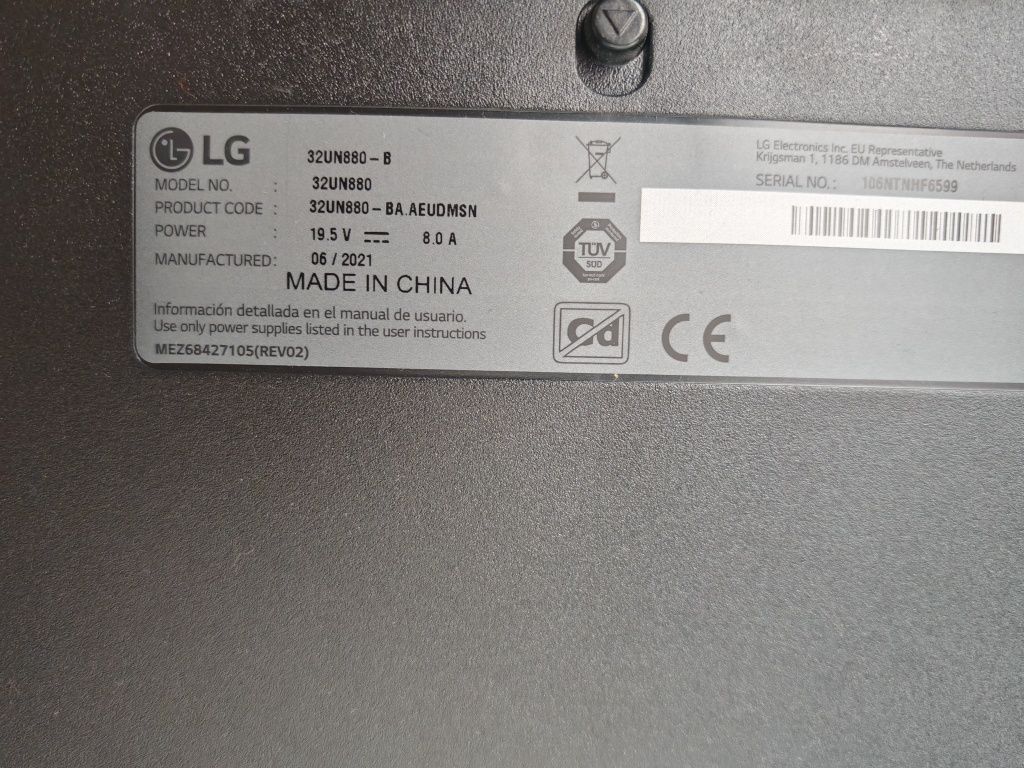 LG
32UN880-B
MODEL NO. : 32UN880
PRODUCT CODE : 32UN880-BA.AEUDMSN
POWER : 19.5 V 8.0 A
MANUFACTURED: 06 / 2021
MADE IN CHINA
Información detallada en el manual de usuario.
Use only power supplies listed in the user instructions
MEZ68427105(REV02)
TÜV
SÜD
CE
LG Electronics Inc. EU Representative
Krijgsman 1, 1186 DM Amstelveen, The Netherlands
SERIAL NO. : 106NTNHF6599